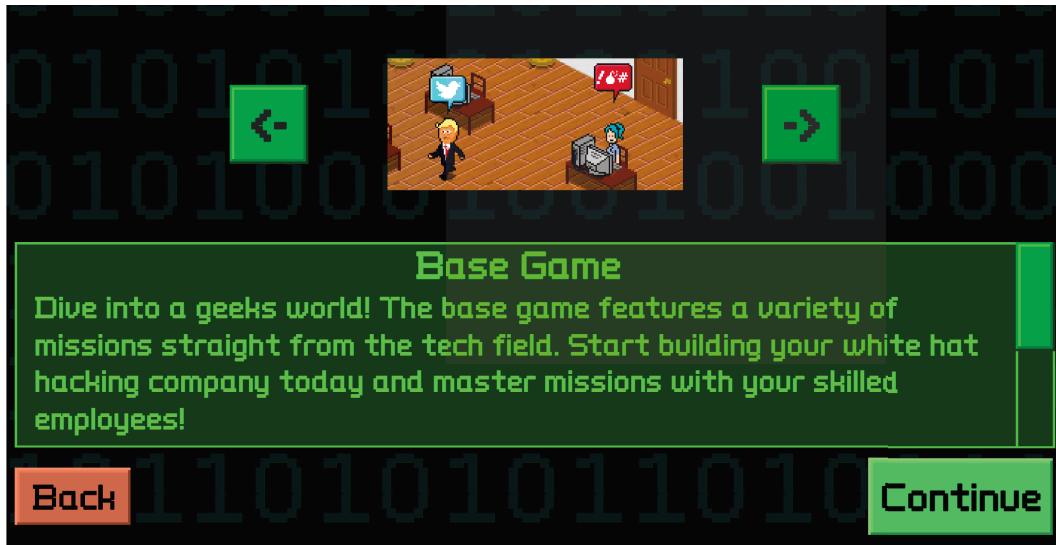 <-
!💣#
->
Base Game
Dive into a geeks world! The base game features a variety of
missions straight from the tech field. Start building your white hat
hacking company today and master missions with your skilled
employees!
Back
Continue